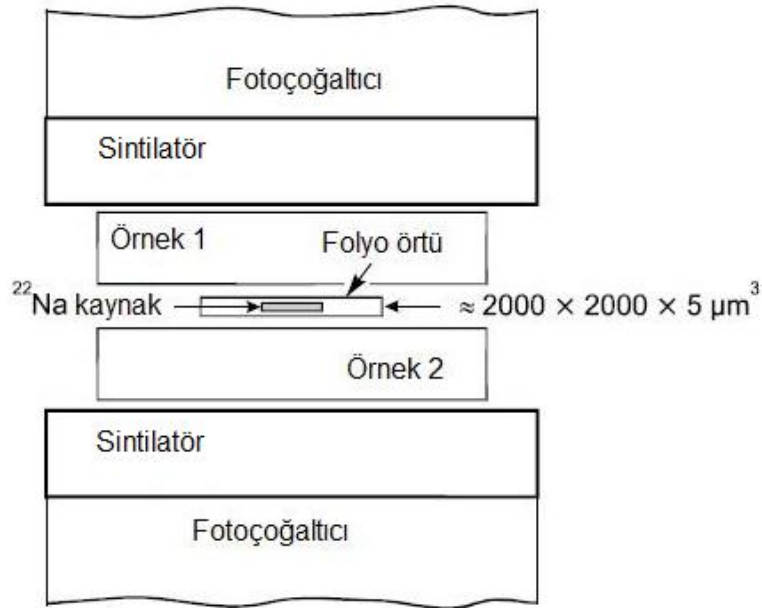 Fotoçoğaltıcı
Sintilatör
Örnek 1
Folyo örtü
²²Na kaynak
≈ 2000 × 2000 × 5 µm³
Örnek 2
Sintilatör
Fotoçoğaltıcı